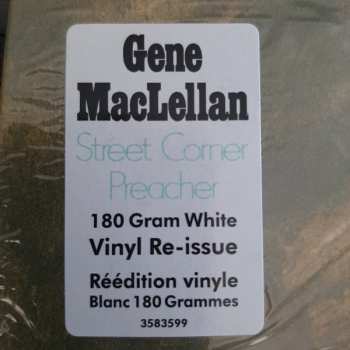 Gene
MacLellan
Street Corner
Preacher
180 Gram White
Vinyl Re-issue
Réédition vinyle
Blanc 180 Grammes
3583599